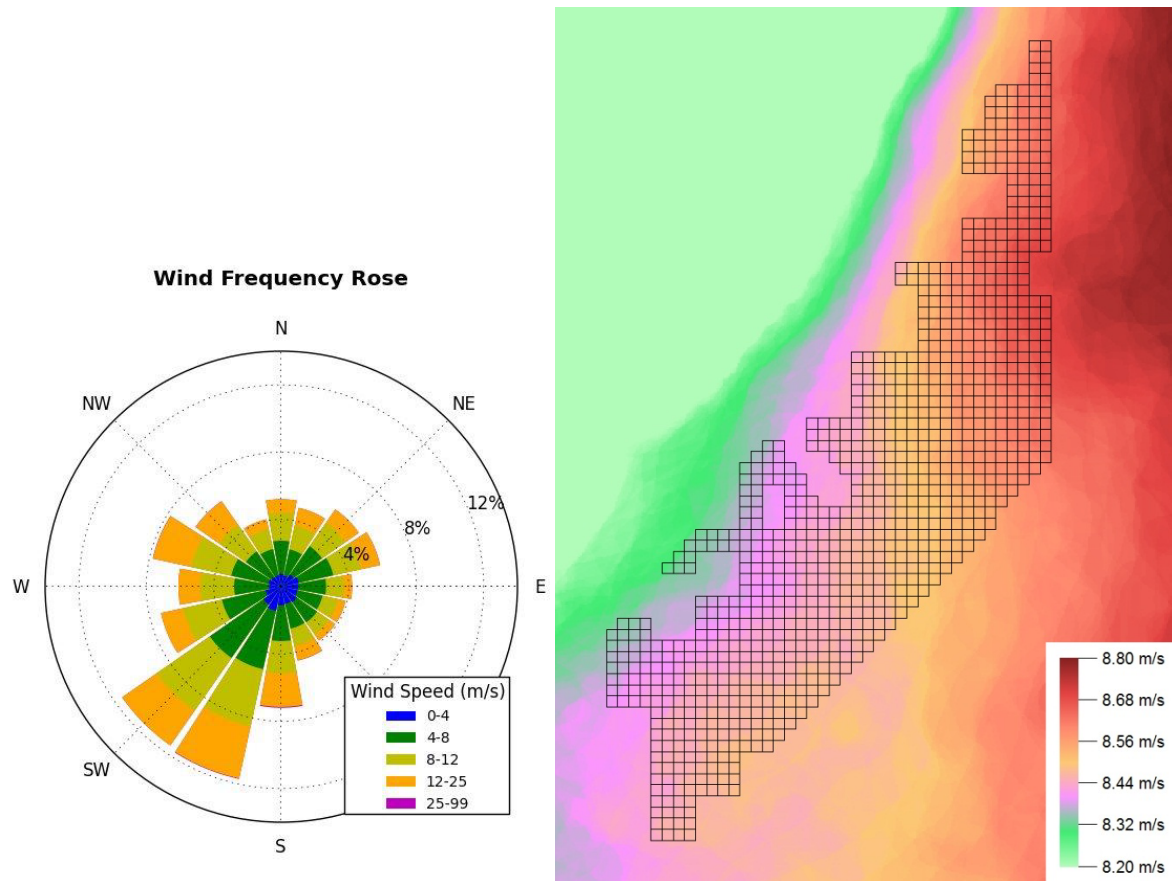 Wind Frequency Rose
N
NW
NE
12%
8%
4%
W
E
Wind Speed (m/s)
0-4
4-8
8-12
12-25
25-99
SW
S
8.80 m/s
8.68 m/s
8.56 m/s
8.44 m/s
8.32 m/s
8.20 m/s